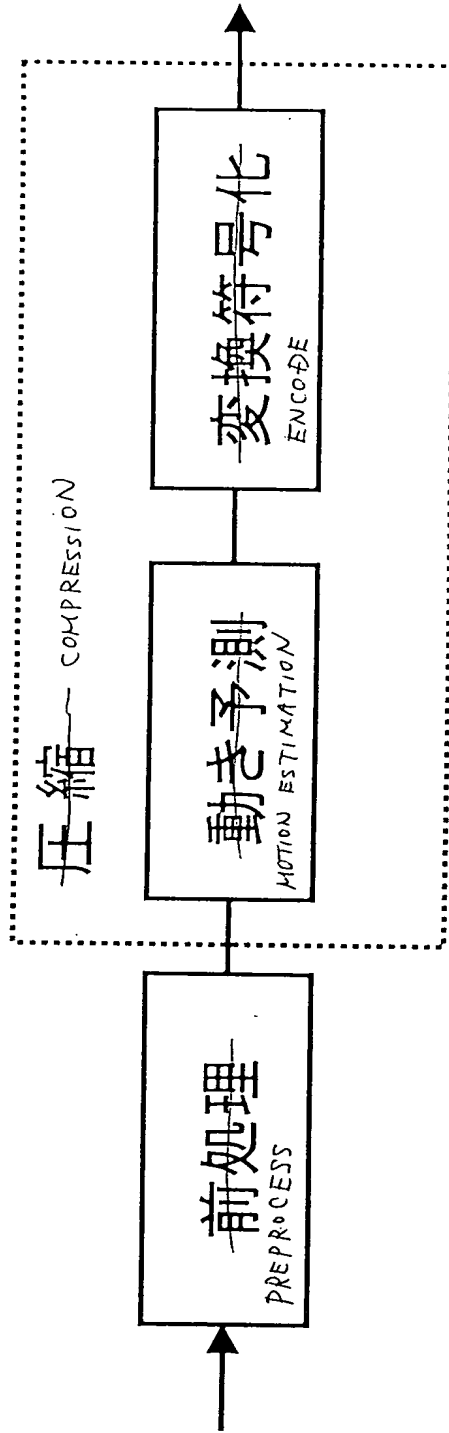 圧縮
COMPRESSION
前処理
PREPROCESS
動き予測
MOTION ESTIMATION
変換符号化
ENCODE